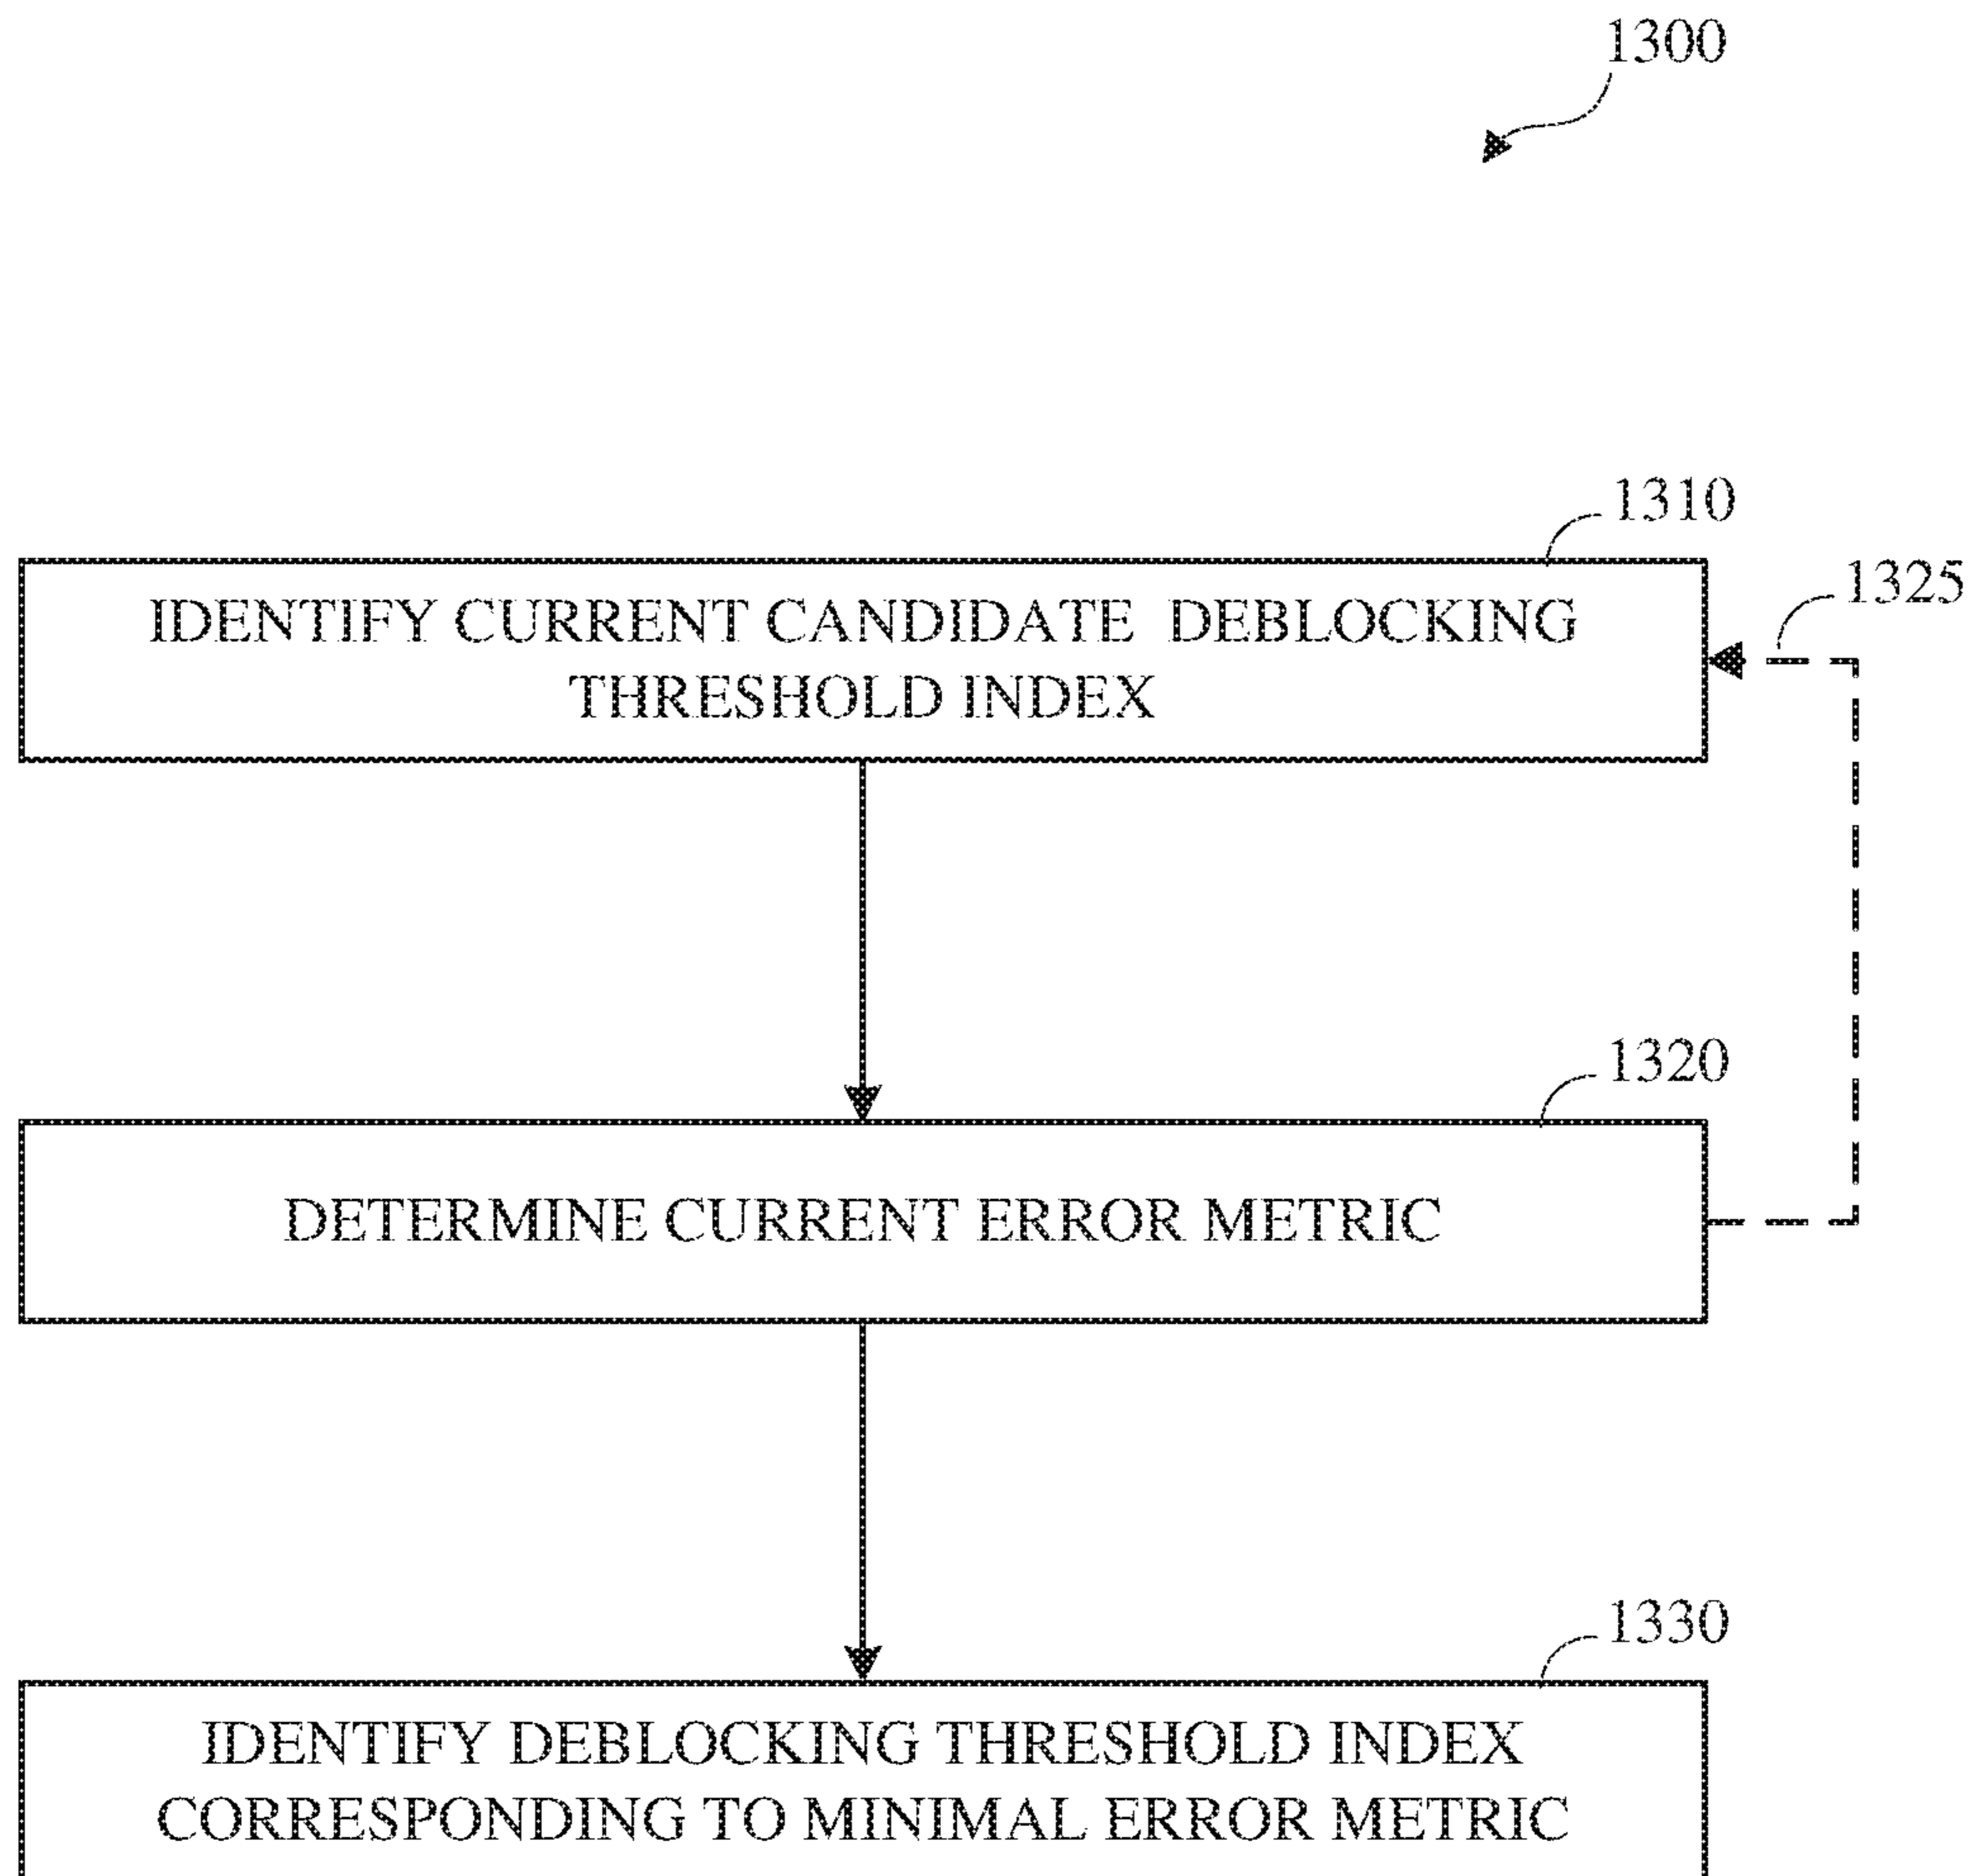 1300
1310
1325
IDENTIFY CURRENT CANDIDATE DEBLOCKING
THRESHOLD INDEX
1320
DETERMINE CURRENT ERROR METRIC
1330
IDENTIFY DEBLOCKING THRESHOLD INDEX
CORRESPONDING TO MINIMAL ERROR METRIC